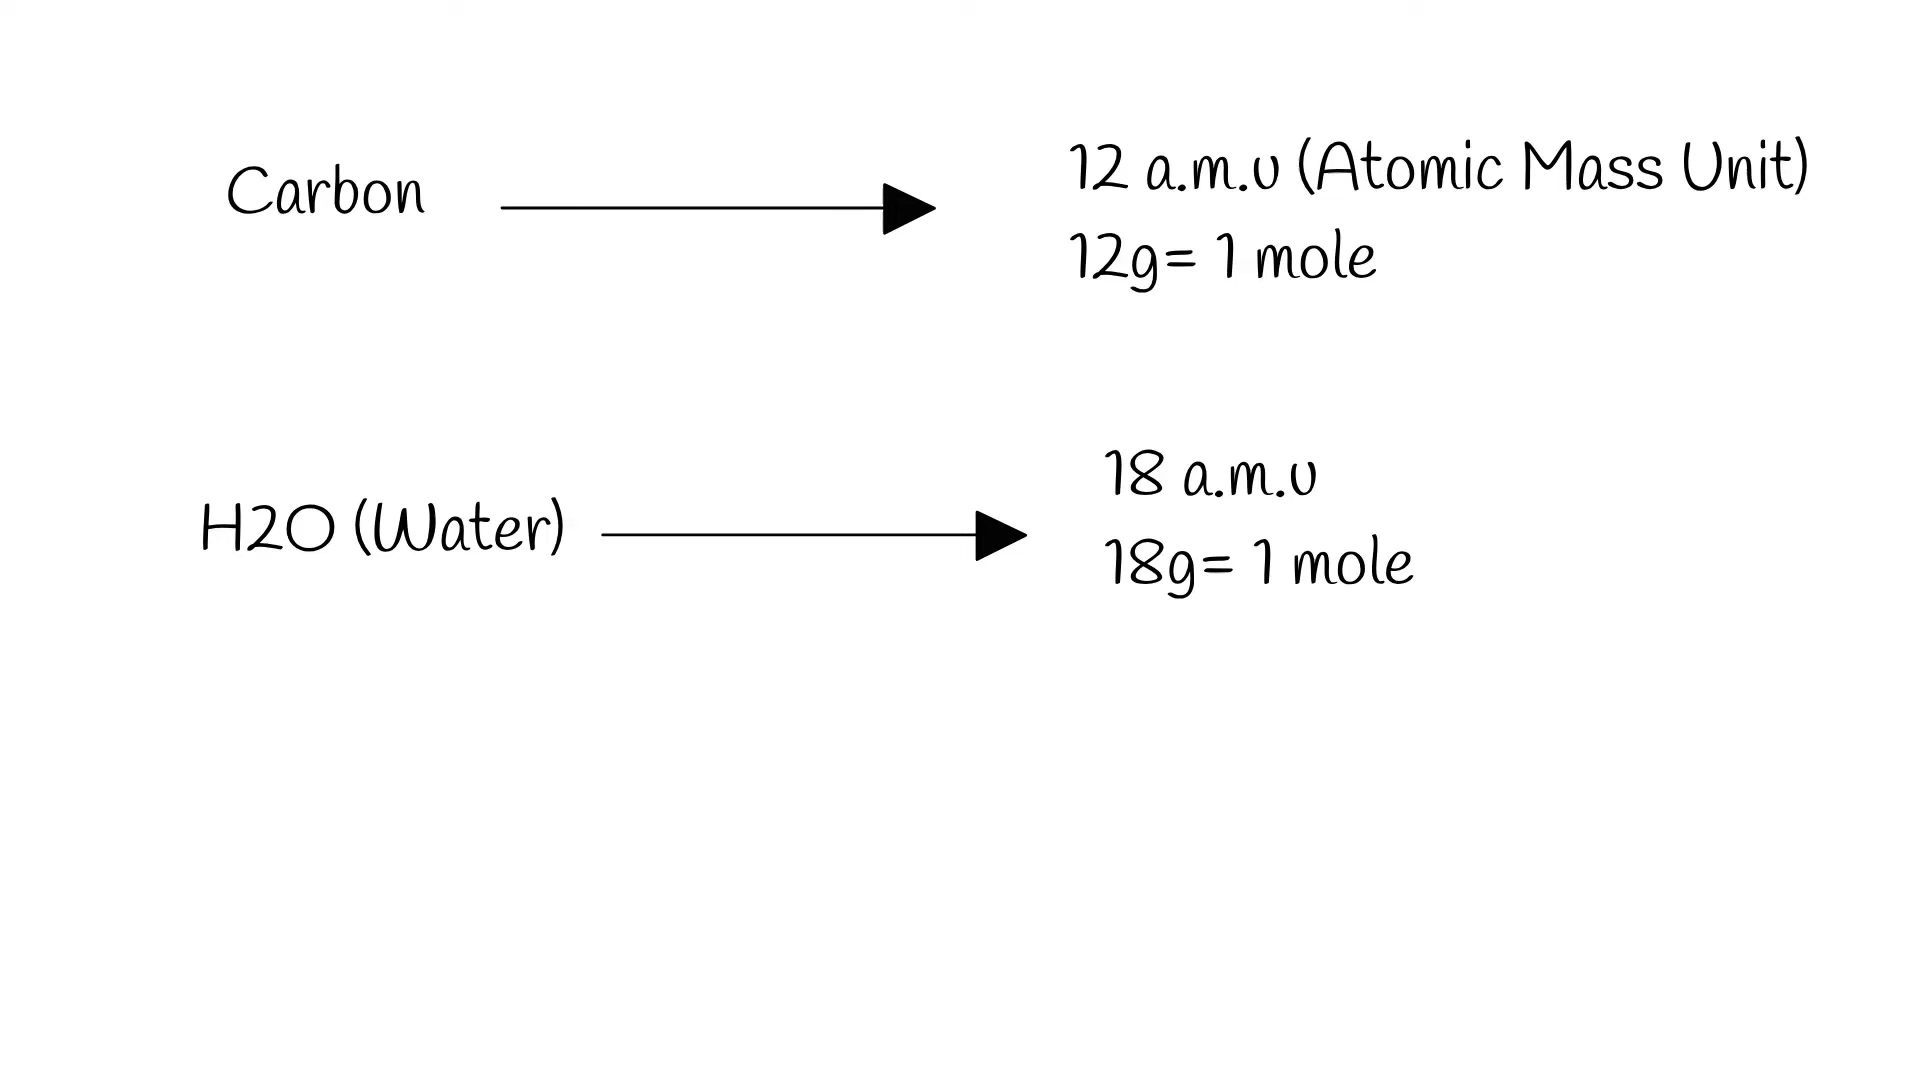 Carbon
12 a.m.u (Atomic Mass Unit)
12g= 1 mole
H2O (Water)
18 a.m.u
18g= 1 mole